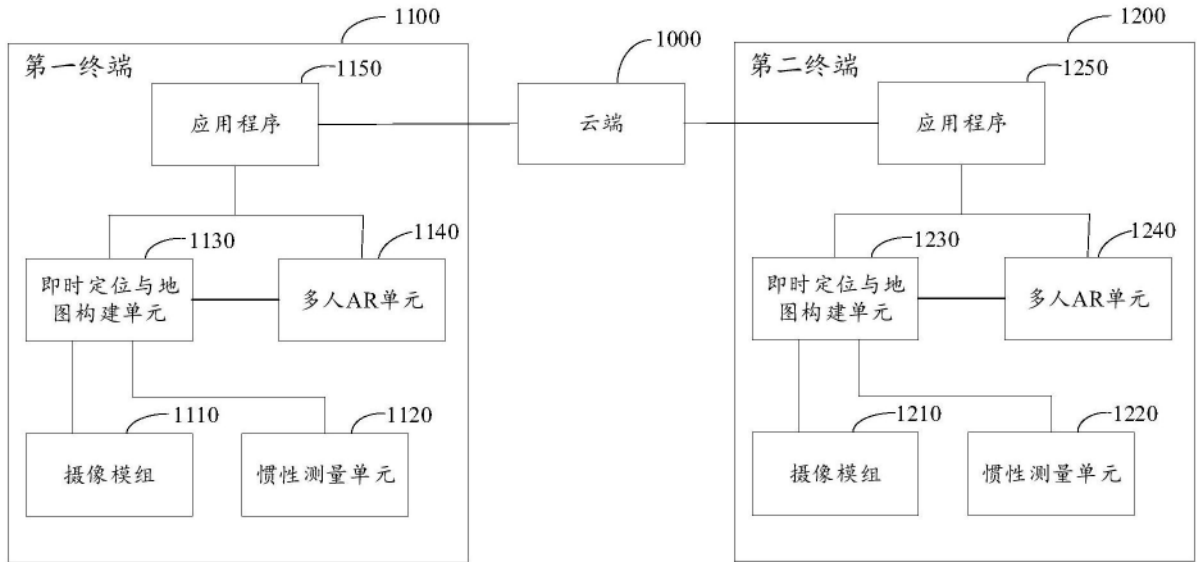 1100
1000
1200
第一终端
1150
第二终端
1250
应用程序
云端
应用程序
1130
1140
1230
1240
即时定位与地
图构建单元
多人AR单元
即时定位与地
图构建单元
多人AR单元
1110
1120
1210
1220
摄像模组
惯性测量单元
摄像模组
惯性测量单元